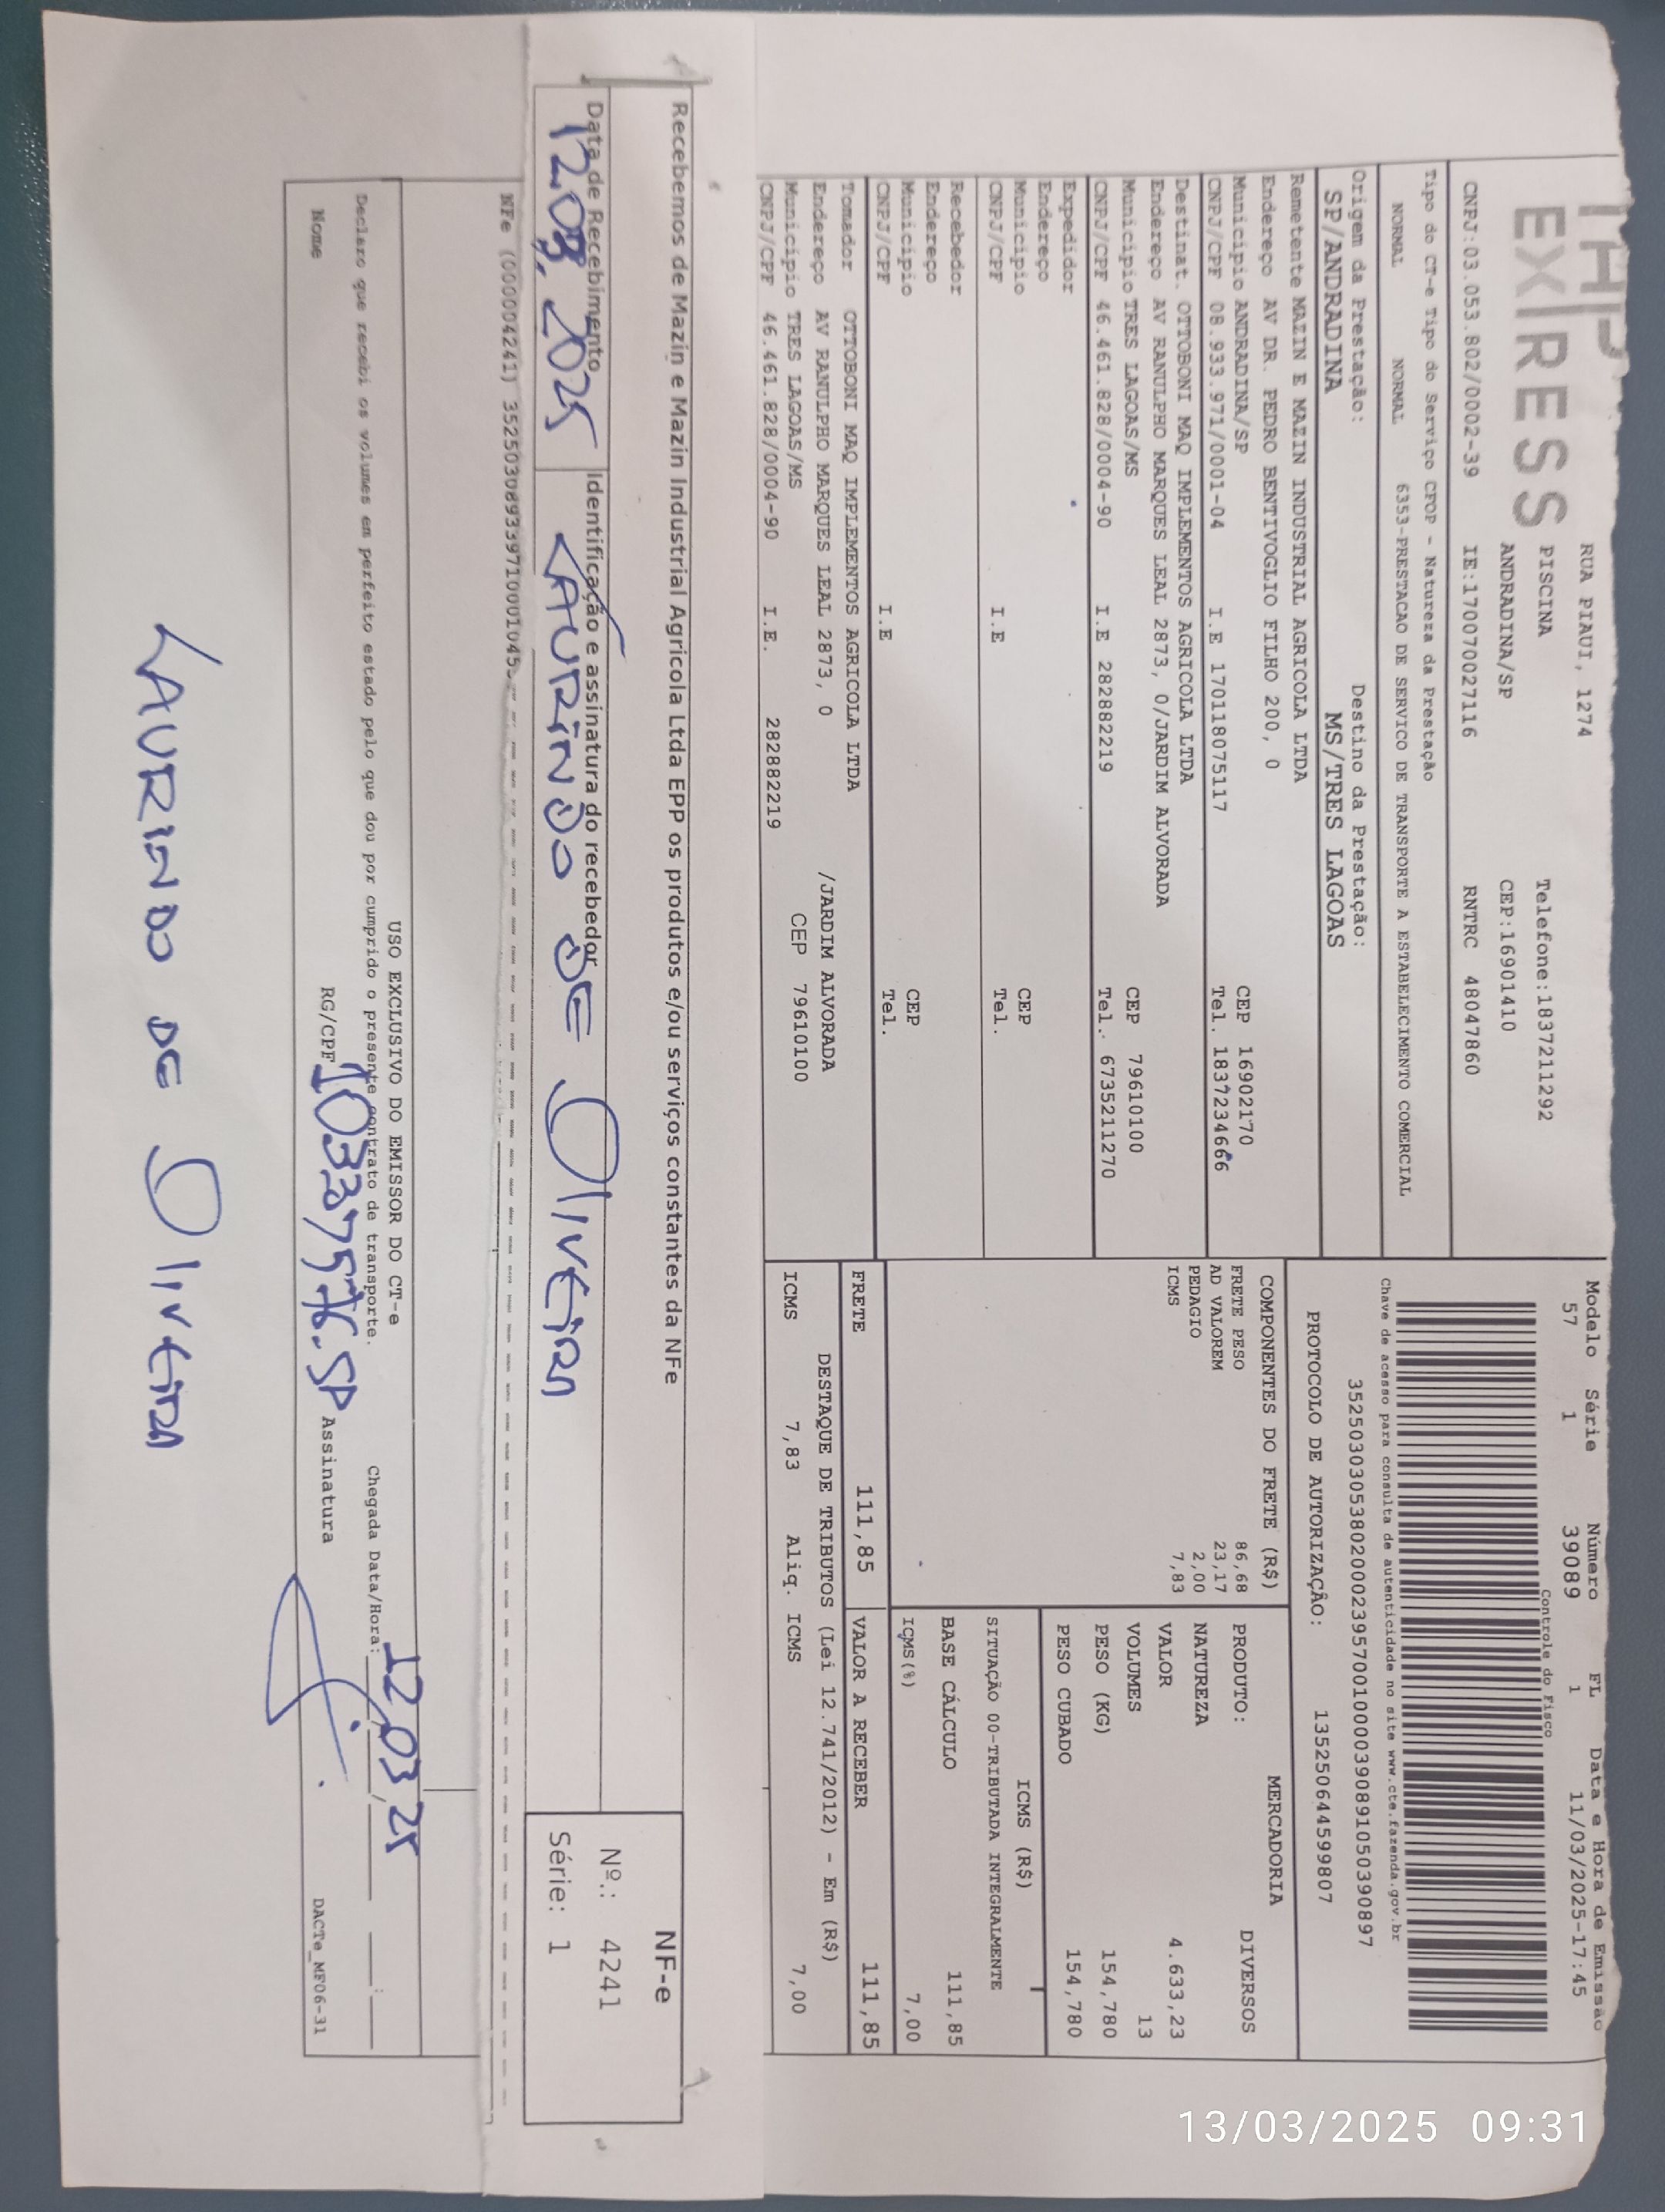 EXPRESS
RUA PIAUI, 1274
PISCINA Telefone:1837211292
ANDRADINA/SP CEP:16901410
CNPJ:03.053.802/0002-39 IE:170070027116 RNTRC 48047860
Modelo Série Número FL Data e Hora de Emissão
57 1 39089 1 11/03/2025-17:45
Controle do Fisco
Chave de acesso para consulta de autenticidade no site www.cte.fazenda.gov.br
Tipo do CT-e Tipo do Serviço CFOP - Natureza da Prestação
NORMAL NORMAL 6353-PRESTACAO DE SERVICO DE TRANSPORTE A ESTABELECIMENTO COMERCIAL
PROTOCOLO DE AUTORIZAÇÃO: 135250644599807
Origem da Prestação: Destino da Prestação:
SP/ANDRADINA MS/TRES LAGOAS
Remetente MAZIN E MAZIN INDUSTRIAL AGRICOLA LTDA
Endereço AV DR. PEDRO BENTIVOGLIO FILHO 200, 0
Município ANDRADINA/SP CEP 16902170
CNPJ/CPF 08.933.971/0001-04 I.E 170118075117 Tel. 1837234666
Destinat. OTTOBONI MAQ IMPLEMENTOS AGRICOLA LTDA
Endereço AV RANULPHO MARQUES LEAL 2873, 0/JARDIM ALVORADA
Município TRES LAGOAS/MS CEP 79610100
CNPJ/CPF 46.461.828/0004-90 I.E 282882219 Tel. 6735211270
Expedidor
Endereço
Município CEP
CNPJ/CPF I.E Tel.
Recebedor
Endereço
Município CEP
CNPJ/CPF I.E Tel.
Tomador OTTOBONI MAQ IMPLEMENTOS AGRICOLA LTDA
Endereço AV RANULPHO MARQUES LEAL 2873, 0 /JARDIM ALVORADA
Município TRES LAGOAS/MS CEP 79610100
CNPJ/CPF 46.461.828/0004-90 I.E. 282882219
COMPONENTES DO FRETE (R$)
FRETE PESO 86,68
AD VALOREM 23,17
PEDAGIO 2,00
ICMS 7,83
MERCADORIA
PRODUTO: DIVERSOS
NATUREZA
VALOR 4.633,23
VOLUMES 13
PESO (KG) 154,780
PESO CUBADO 154,780
ICMS (R$)
SITUAÇÃO 00-TRIBUTADA INTEGRALMENTE
BASE CÁLCULO 111,85
ICMS(%) 7,00
FRETE 111,85 VALOR A RECEBER 111,85
DESTAQUE DE TRIBUTOS (Lei 12.741/2012) - Em (R$)
ICMS 7,83 Aliq. ICMS 7,00
Recebemos de Mazin e Mazin Industrial Agricola Ltda EPP os produtos e/ou serviços constantes da NFe
Data de Recebimento Identificação e assinatura do recebedor
2025 LAURINDO DE OLIVEIRA
NF-e
Nº.: 4241
Série: 1
NFe (000004241)
USO EXCLUSIVO DO EMISSOR DO CT-e
Declaro que recebi os volumes em perfeito estado pelo que dou por cumprido o presente contrato de transporte. Chegada Data/Hora: 12/03/25
Nome RG/CPF Assinatura DACTe_MF06-31
LAURINDO DE OLIVEIRA
13/03/2025 09:31